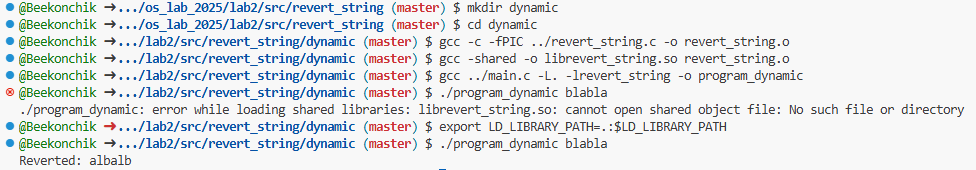 @Beekonchik ➜.../os_lab_2025/lab2/src/revert_string (master) $ mkdir dynamic
@Beekonchik ➜.../os_lab_2025/lab2/src/revert_string (master) $ cd dynamic
@Beekonchik ➜.../lab2/src/revert_string/dynamic (master) $ gcc -c -fPIC ../revert_string.c -o revert_string.o
@Beekonchik ➜.../lab2/src/revert_string/dynamic (master) $ gcc -shared -o librevert_string.so revert_string.o
@Beekonchik ➜.../lab2/src/revert_string/dynamic (master) $ gcc ../main.c -L. -lrevert_string -o program_dynamic
@Beekonchik ➜.../lab2/src/revert_string/dynamic (master) $ ./program_dynamic blabla
./program_dynamic: error while loading shared libraries: librevert_string.so: cannot open shared object file: No such file or directory
@Beekonchik ➜.../lab2/src/revert_string/dynamic (master) $ export LD_LIBRARY_PATH=.:$LD_LIBRARY_PATH
@Beekonchik ➜.../lab2/src/revert_string/dynamic (master) $ ./program_dynamic blabla
Reverted: albalb